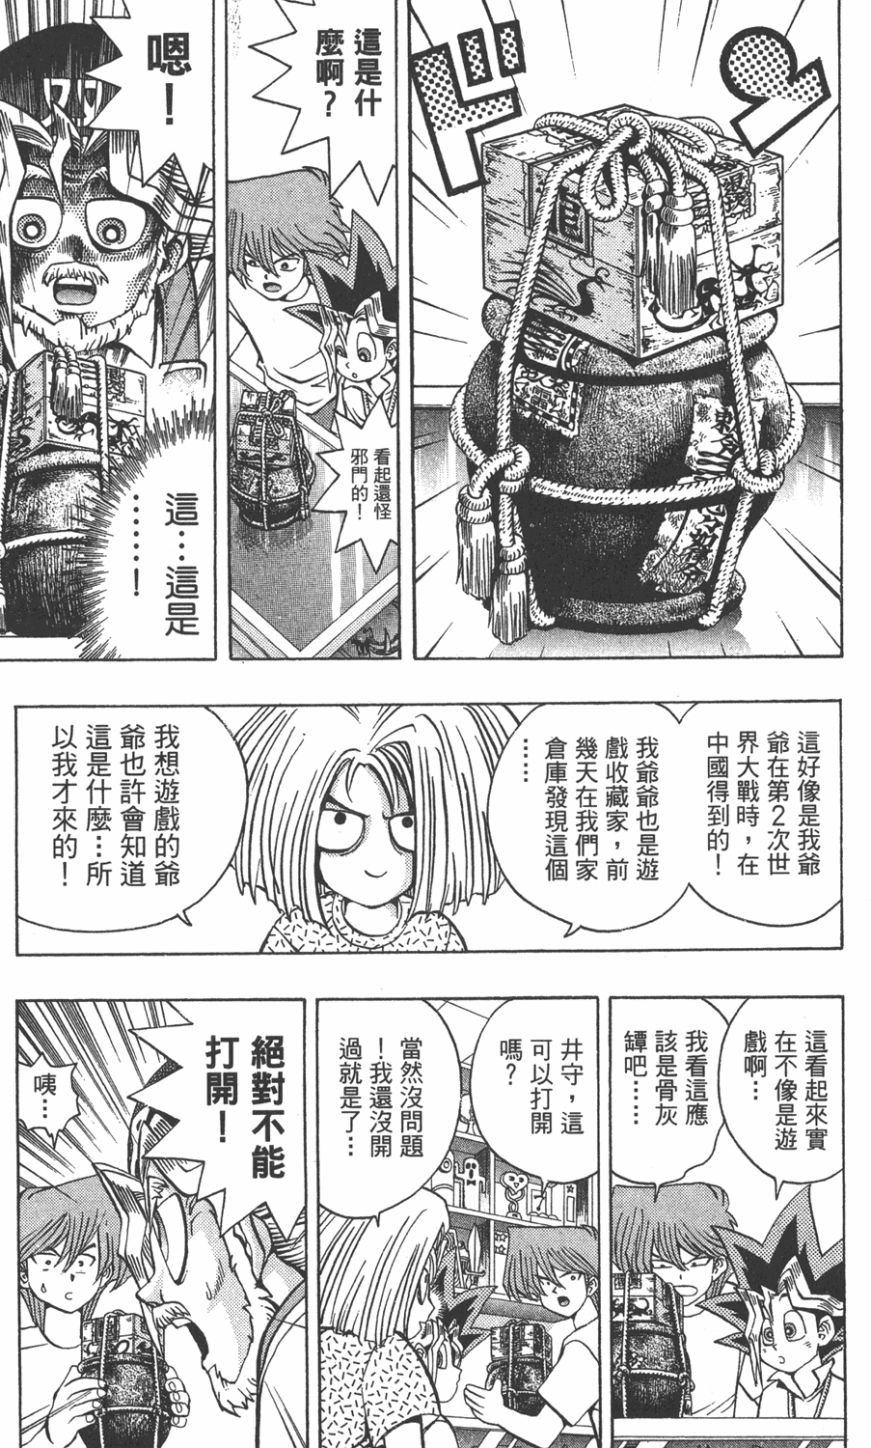 ドン
龍
這是什
麼啊?
看起還怪
邪門的!
嗯!
這…這是
………!
這好像是我爺
爺在第2次世
界大戰時,在
中國得到的!
我爺爺也是遊
戲收藏家,前
幾天在我們家
倉庫發現這個
……
我想遊戲的爺
爺也許會知道
這是什麼…所
以我才來的!
這看起來實
在不像是遊
戲啊…
我看這應
該是骨灰
罈吧……
井守,這
可以打開
嗎?
當然沒問題
!我還沒開
過就是了…
絕對不能
打開!
咦…